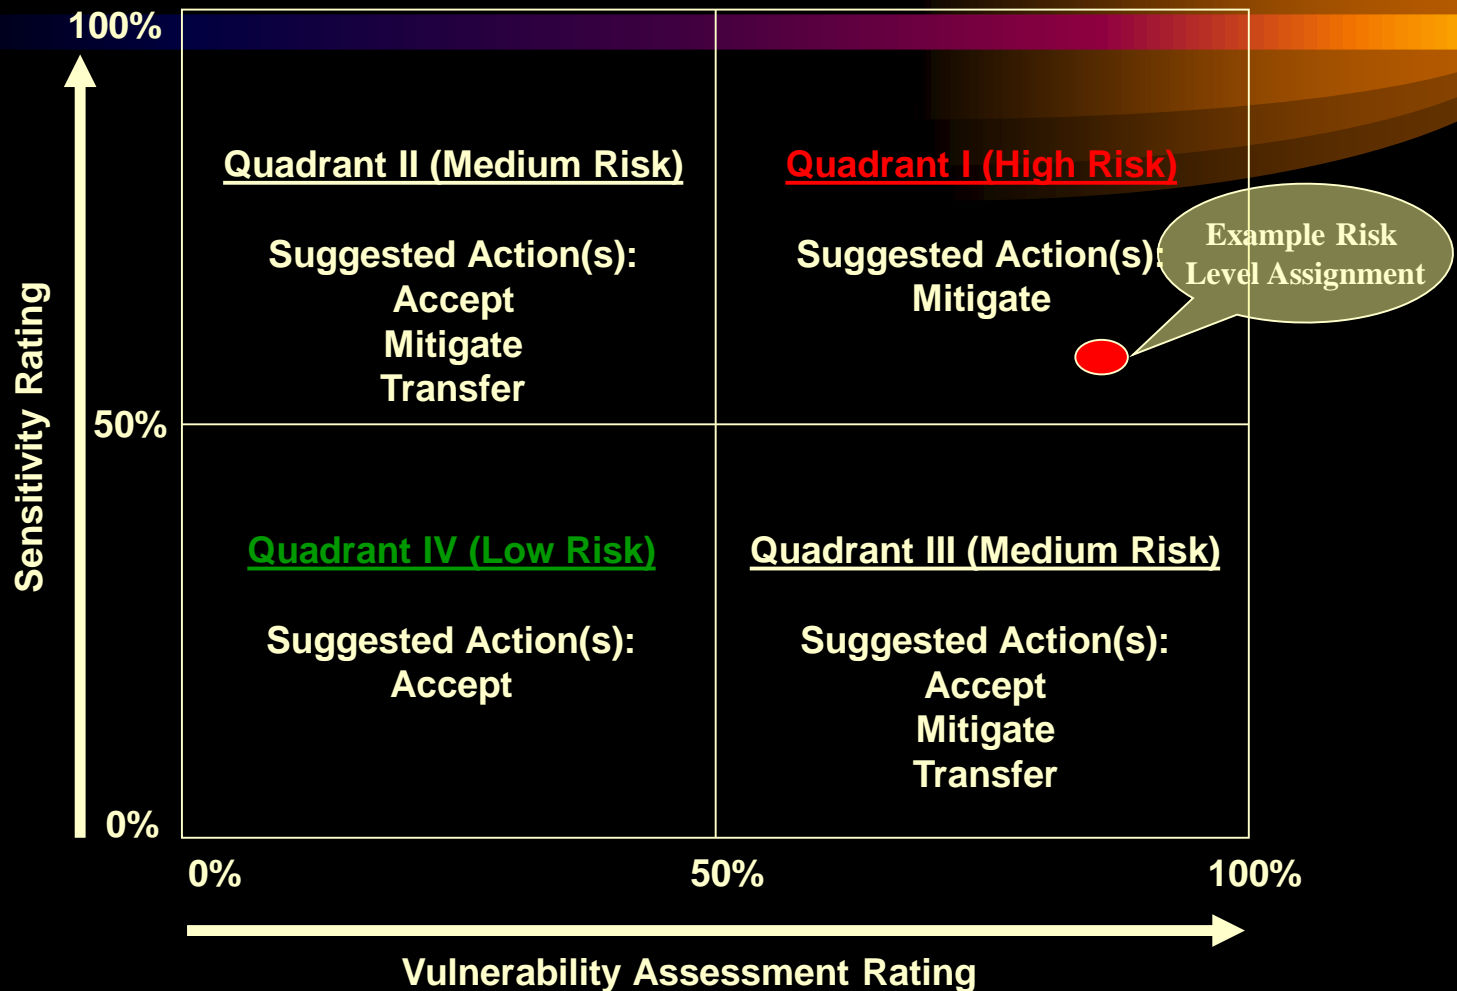 100%
Quadrant II (Medium Risk)
Suggested Action(s):
Accept
Mitigate
Transfer
Quadrant I (High Risk)
Suggested Action(s):
Mitigate
Example Risk
Level Assignment
Sensitivity Rating
50%
Quadrant IV (Low Risk)
Suggested Action(s):
Accept
Quadrant III (Medium Risk)
Suggested Action(s):
Accept
Mitigate
Transfer
0%
0%
50%
100%
Vulnerability Assessment Rating